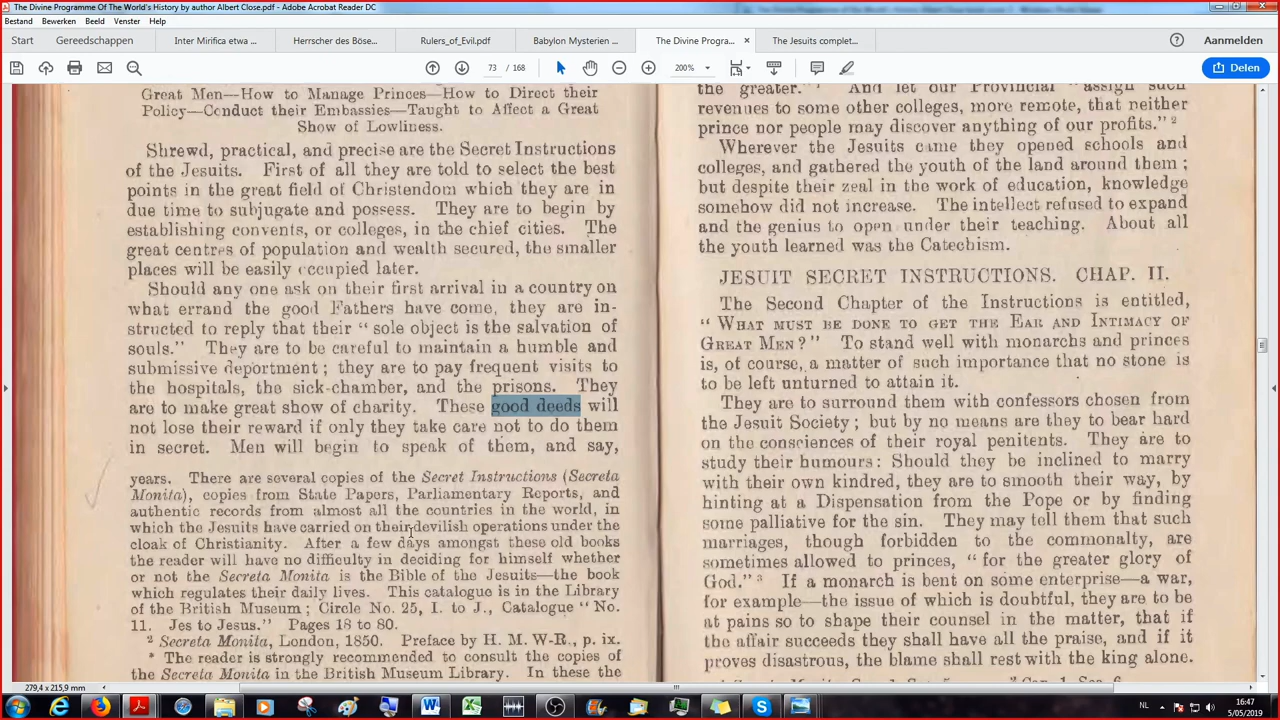 The Divine Programme Of The World's History by author Albert Close.pdf - Adobe Acrobat Reader DC
Bestand Bewerken Beeld Venster Help
Start Gereedschappen Inter Mirifica etwa ... Herrscher des Böse... Rulers_of_Evil.pdf Babylon Mysterien ... The Divine Progra... × The Jesuits complet... Aanmelden
73 / 168 200% Delen
Great Men—How to Manage Princes—How to Direct their
Policy—Conduct their Embassies—Taught to Affect a Great
Show of Lowliness.
Shrewd, practical, and precise are the Secret Instructions
of the Jesuits. First of all they are told to select the best
points in the great field of Christendom which they are in
due time to subjugate and possess. They are to begin by
establishing convents, or colleges, in the chief cities. The
great centres of population and wealth secured, the smaller
places will be easily occupied later.
Should any one ask on their first arrival in a country on
what errand the good Fathers have come, they are in-
structed to reply that their " sole object is the salvation of
souls." They are to be careful to maintain a humble and
submissive deportment; they are to pay frequent visits to
the hospitals, the sick-chamber, and the prisons. They
are to make great show of charity. These good deeds will
not lose their reward if only they take care not to do them
in secret. Men will begin to speak of them, and say,
years. There are several copies of the Secret Instructions (Secreta
Monita), copies from State Papers, Parliamentary Reports, and
authentic records from almost all the countries in the world, in
which the Jesuits have carried on their devilish operations under the
cloak of Christianity. After a few days amongst these old books
the reader will have no difficulty in deciding for himself whether
or not the Secreta Monita is the Bible of the Jesuits—the book
which regulates their daily lives. This catalogue is in the Library
of the British Museum; Circle No. 25, I. to J., Catalogue " No.
11. Jes to Jesus." Pages 18 to 80.
² Secreta Monita, London, 1850. Preface by H. M. W-R., p. ix.
³ The reader is strongly recommended to consult the copies of
the Secreta Monita in the British Museum Library. In these the
the greater." ¹ And let our Provincial " assign such
revenues to some other colleges, more remote, that neither
prince nor people may discover anything of our profits." ²
Wherever the Jesuits came they opened schools and
colleges, and gathered the youth of the land around them;
but despite their zeal in the work of education, knowledge
somehow did not increase. The intellect refused to expand
and the genius to open under their teaching. About all
the youth learned was the Catechism.
JESUIT SECRET INSTRUCTIONS. CHAP. II.
The Second Chapter of the Instructions is entitled,
" WHAT MUST BE DONE TO GET THE EAR AND INTIMACY OF
GREAT MEN?" To stand well with monarchs and princes
is, of course, a matter of such importance that no stone is
to be left unturned to attain it.
They are to surround them with confessors chosen from
the Jesuit Society; but by no means are they to bear hard
on the consciences of their royal penitents. They are to
study their humours: Should they be inclined to marry
with their own kindred, they are to smooth their way, by
hinting at a Dispensation from the Pope or by finding
some palliative for the sin. They may tell them that such
marriages, though forbidden to the commonalty, are
sometimes allowed to princes, " for the greater glory of
God." ³ If a monarch is bent on some enterprise—a war,
for example—the issue of which is doubtful, they are to be
at pains so to shape their counsel in the matter, that if
the affair succeeds they shall have all the praise, and if it
proves disastrous, the blame shall rest with the king alone.
279,4 x 215,9 mm
NL 16:47
5/05/2019